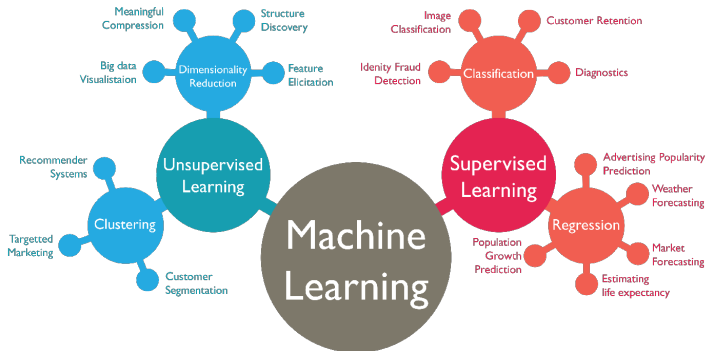 Meaningful
Compression
Structure
Discovery
Big data
Visualistaion
Dimensionality
Reduction
Feature
Elicitation
Unsupervised
Learning
Recommender
Systems
Clustering
Targetted
Marketing
Customer
Segmentation
Machine
Learning
Image
Classification
Customer Retention
Idenity Fraud
Detection
Classification
Diagnostics
Supervised
Learning
Advertising Popularity
Prediction
Weather
Forecasting
Regression
Population
Growth
Prediction
Market
Forecasting
Estimating
life expectancy